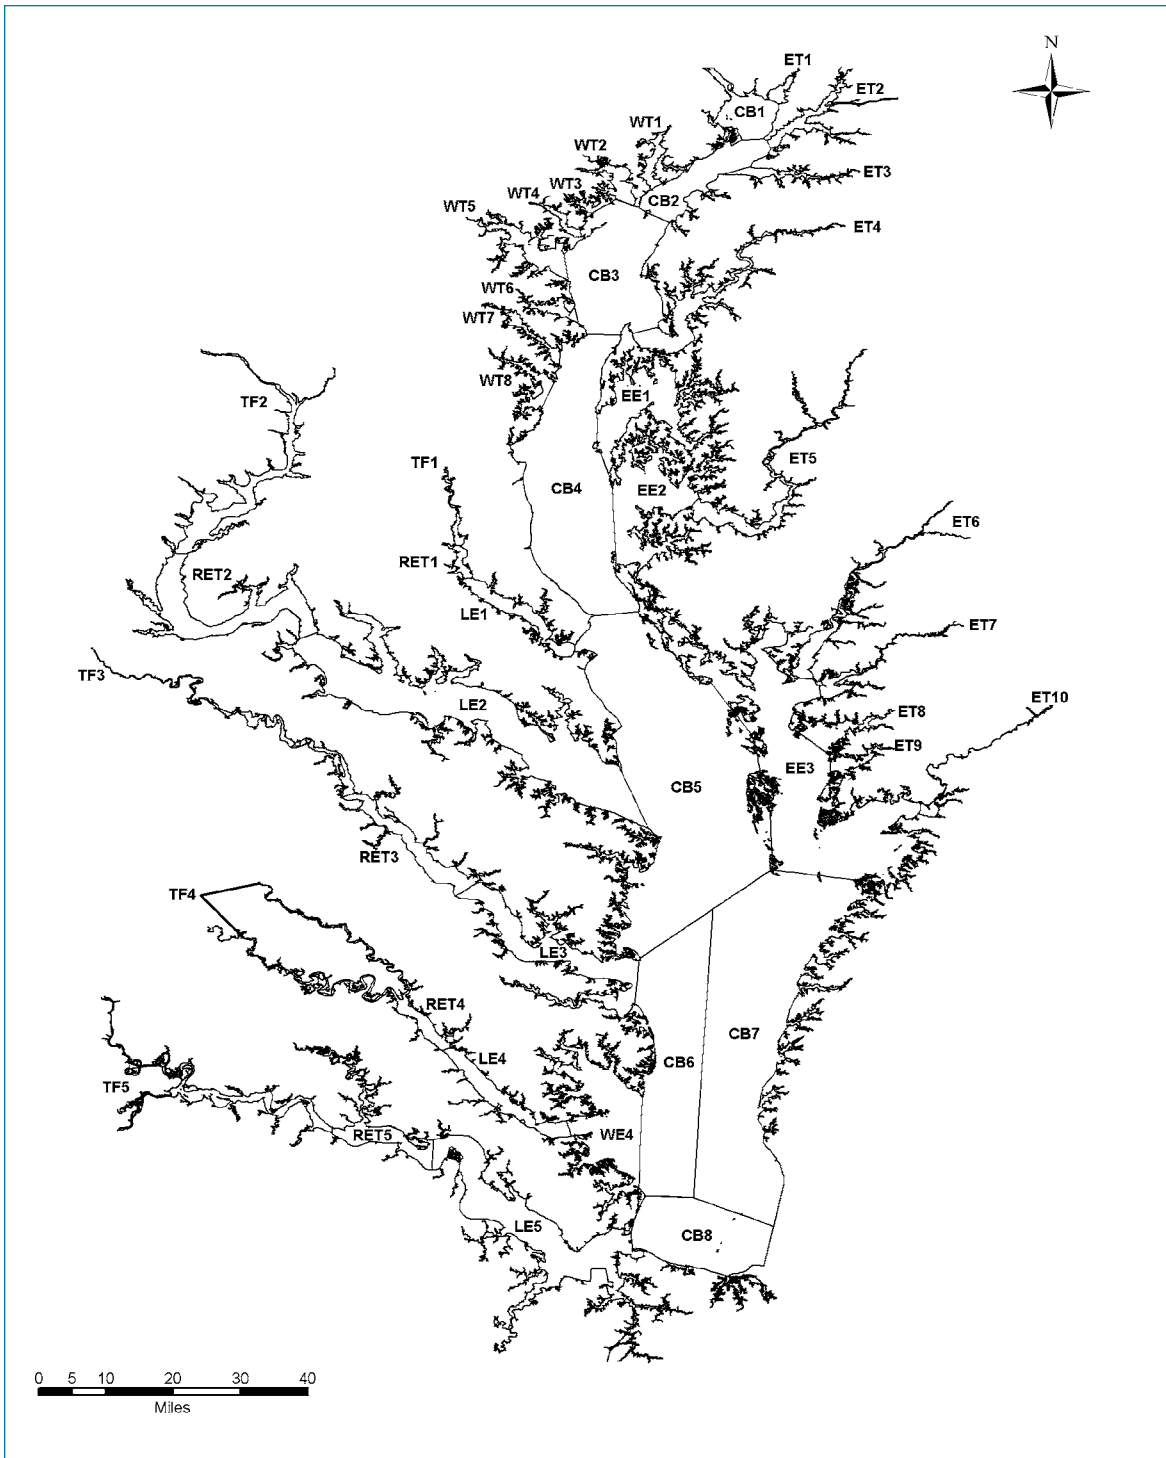 N
ET1
ET2
CB1
WT1
WT2
ET3
WT3
WT4
CB2
WT5
ET4
CB3
WT6
WT7
WT8
EE1
TF2
TF1
ET5
CB4
EE2
ET6
RET1
RET2
LE1
ET7
TF3
ET10
LE2
ET8
ET9
EE3
CB5
RET3
TF4
LE3
RET4
CB7
LE4
CB6
TF5
RET5
WE4
LE5
CB8
0 5 10 20 30 40
Miles